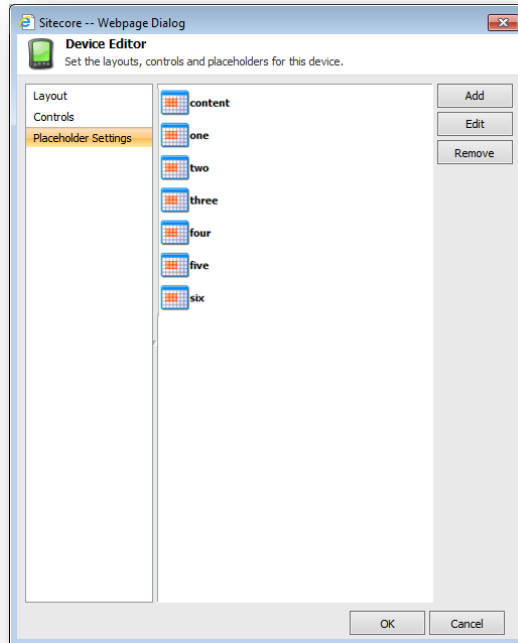 Sitecore -- Webpage Dialog
Device Editor
Set the layouts, controls and placeholders for this device.
Layout
Controls
Placeholder Settings
content
one
two
three
four
five
six
Add
Edit
Remove
OK
Cancel